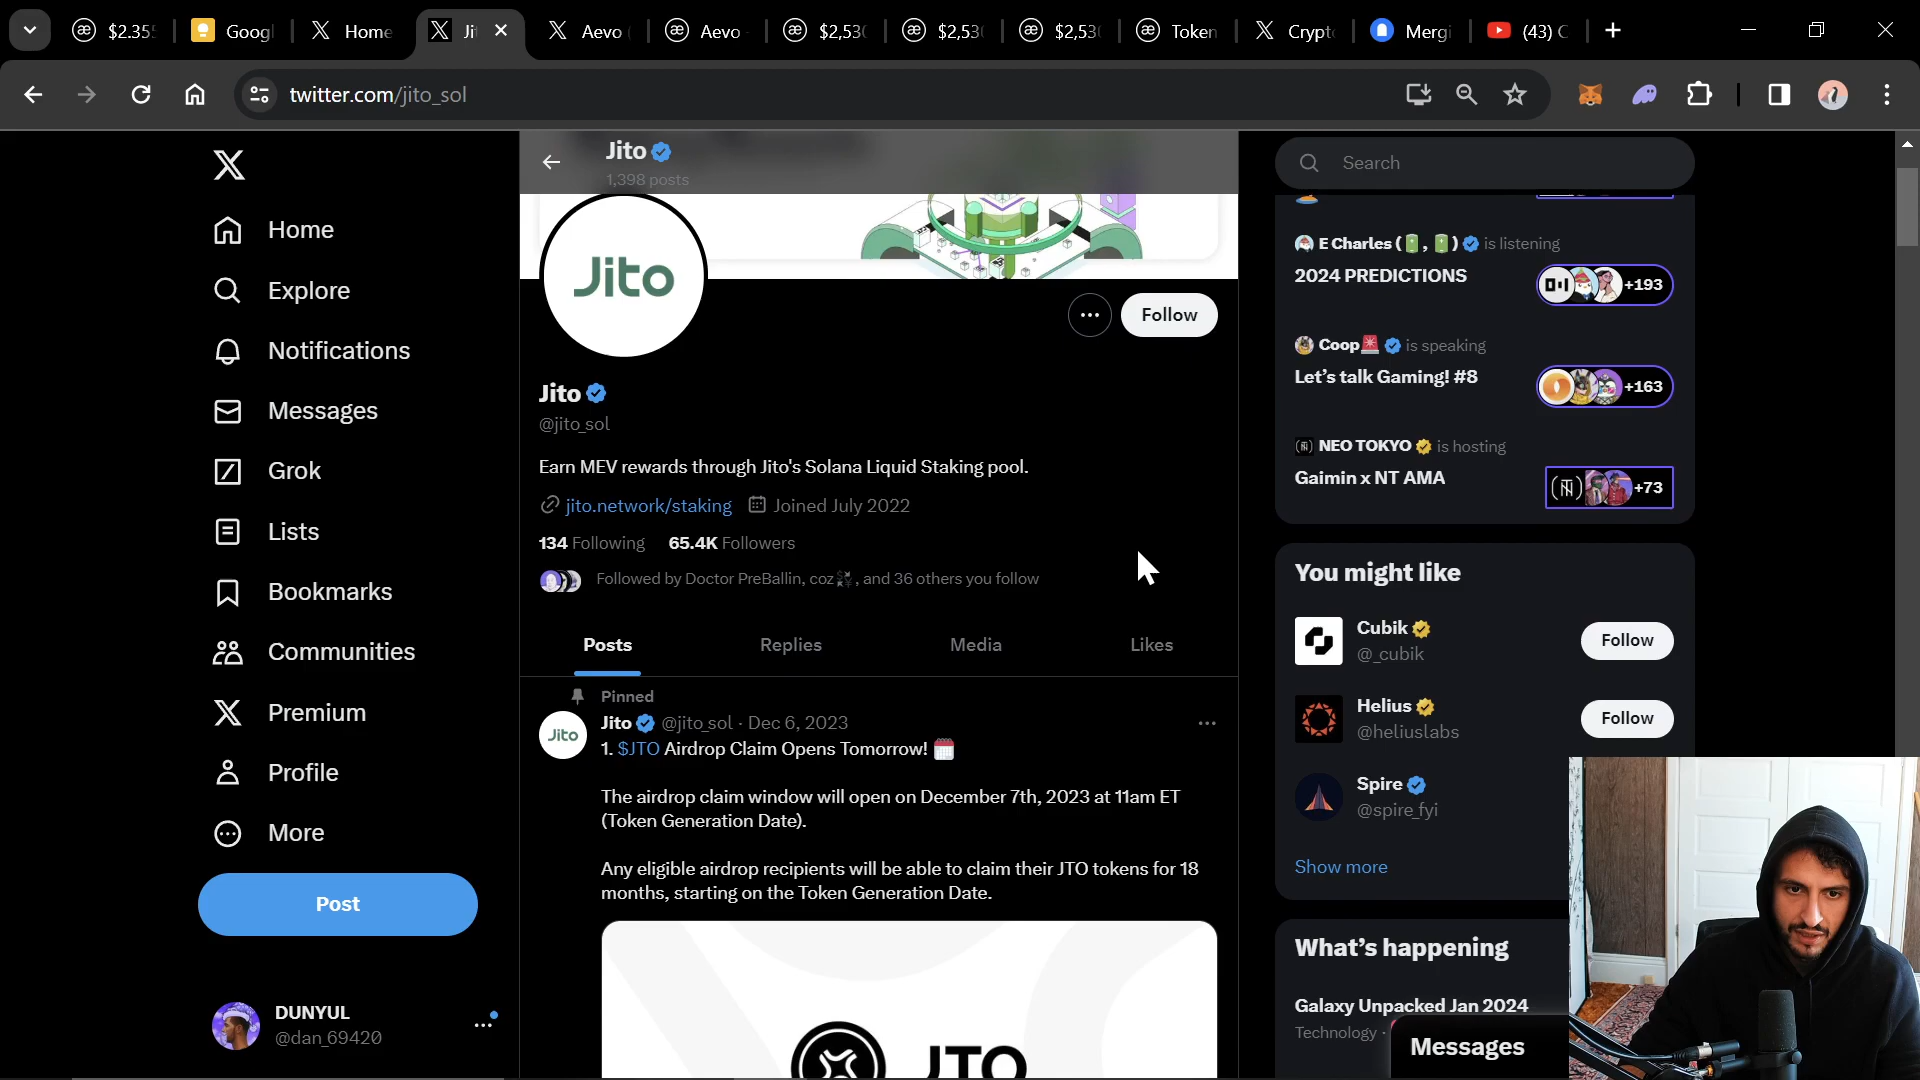 $2.355
Googl
Home
Ji
Aevo
Aevo
$2,530
$2,530
$2,530
Token
Crypto
Mergi
(43) C
twitter.com/jito_sol
Jito
1,398 posts
Search
Home
Explore
Notifications
Messages
Grok
Lists
Bookmarks
Communities
Premium
Profile
More
Post
DUNYUL
@dan_69420
Jito
Follow
Jito
@jito_sol
Earn MEV rewards through Jito's Solana Liquid Staking pool.
jito.network/staking Joined July 2022
134 Following 65.4K Followers
Followed by Doctor PreBallin, coz, and 36 others you follow
Posts Replies Media Likes
Pinned
Jito @jito_sol · Dec 6, 2023
Jito
1. $JTO Airdrop Claim Opens Tomorrow!
The airdrop claim window will open on December 7th, 2023 at 11am ET
(Token Generation Date).
Any eligible airdrop recipients will be able to claim their JTO tokens for 18
months, starting on the Token Generation Date.
JTO
E Charles (🔋, 🔋) is listening
2024 PREDICTIONS
+193
Coop🚨 is speaking
Let's talk Gaming! #8
+163
NEO TOKYO is hosting
Gaimin x NT AMA
+73
You might like
Cubik
@_cubik
Follow
Helius
@heliuslabs
Follow
Spire
@spire_fyi
Show more
What's happening
Galaxy Unpacked Jan 2024
Technology ·
Messages